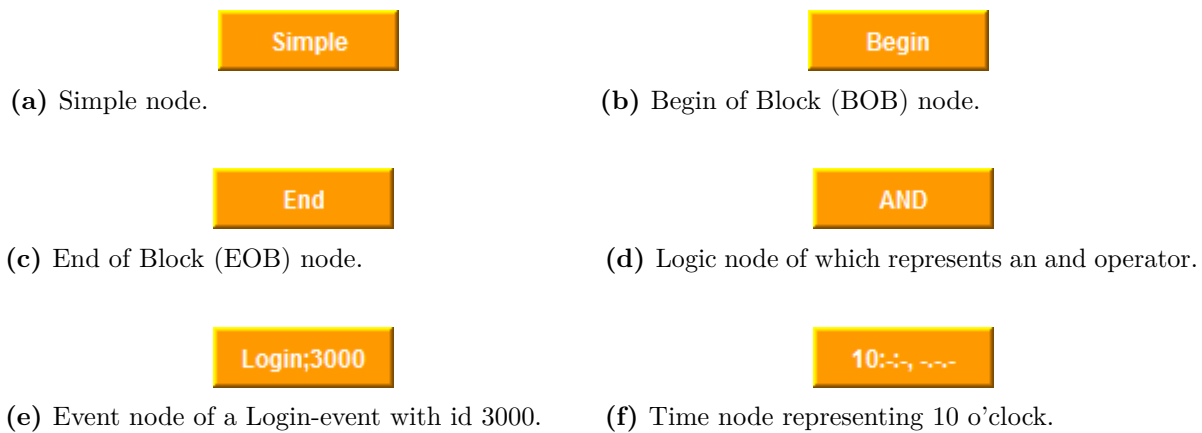 Simple
Begin
(a) Simple node.
(b) Begin of Block (BOB) node.
End
AND
(c) End of Block (EOB) node.
(d) Logic node of which represents an and operator.
Login;3000
10:-:-, -.-.-
(e) Event node of a Login-event with id 3000.
(f) Time node representing 10 o'clock.